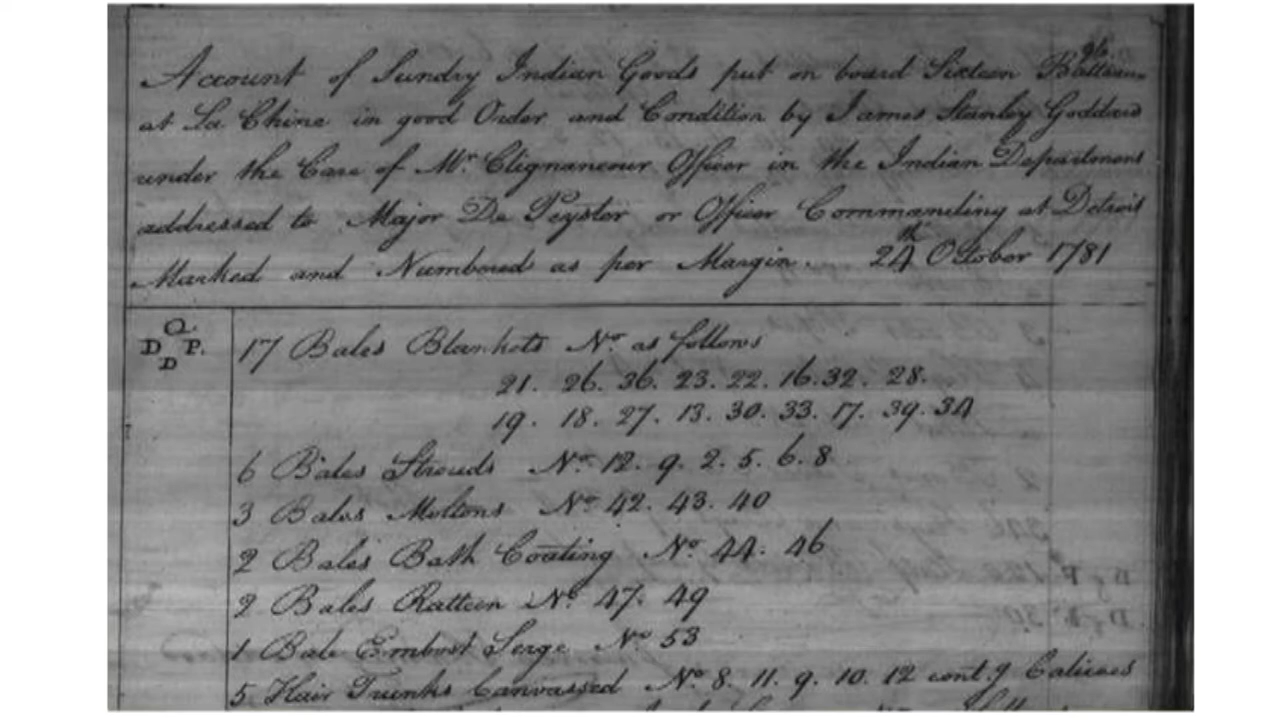 96
Account of Sundry Indian Goods put on board Sixteen Batteau
at La Chine in good Order and Condition by James Stanley Goddard
under the Care of Mr. Clignancour Officer in the Indian Department
addressed to Major De Peyster or Officer Commanding at Detroit
Marked and Numbered as per Margin. 24th October 1781
Q
D P.
D
17 Bales Blankets No. as follows
21. 26. 36. 23. 22. 16. 32. 28.
19. 18. 27. 13. 30. 33. 17. 39. 34
6 Bales Strouds No. 12. 9. 2. 5. 6. 8
3 Bales Moltons No. 42. 43. 40
2 Bales Bath Coating No. 44. 46
2 Bales Ratteen No. 47. 49
1 Bale Embost Serge No. 53
5 Hair Trunks Canvassed No. 8. 11. 9. 10. 12 cont.g Calicoes